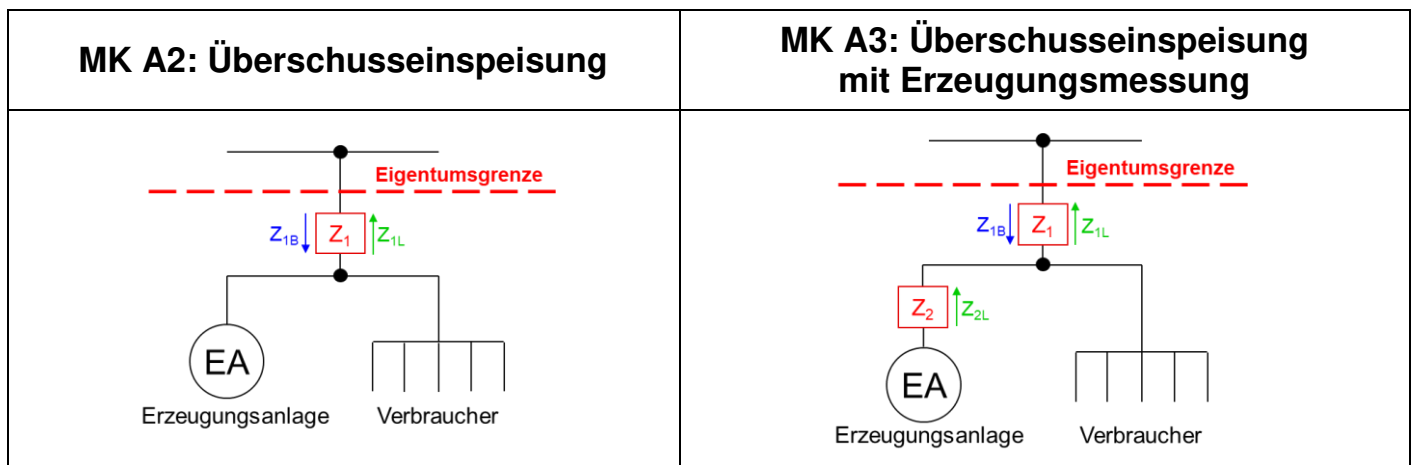 MK A2: Überschusseinspeisung
MK A3: Überschusseinspeisung
mit Erzeugungsmessung
Eigentumsgrenze
Z1B Z1 Z1L
EA
Erzeugungsanlage Verbraucher
Eigentumsgrenze
Z1B Z1 Z1L
Z2 Z2L
EA
Erzeugungsanlage Verbraucher